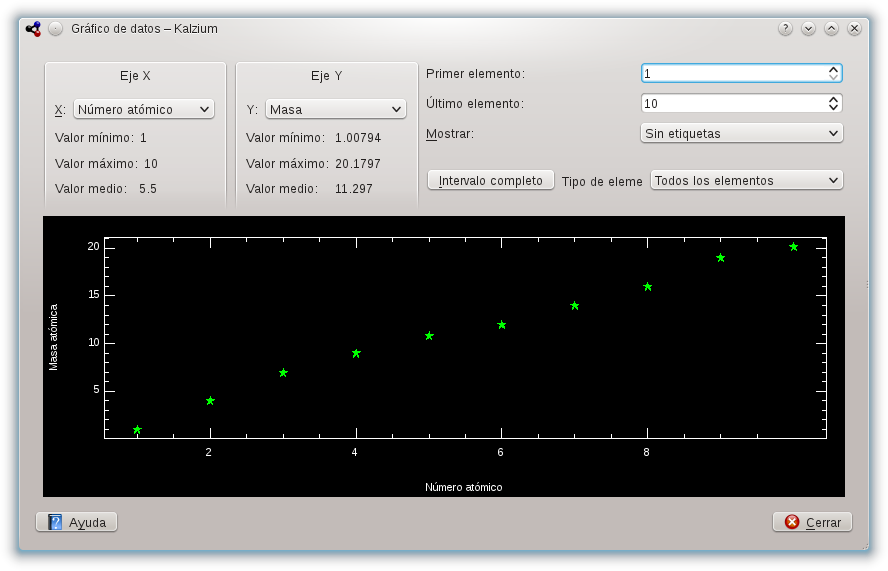 Gráfico de datos – Kalzium
Eje X
X: Número atómico
Valor mínimo: 1
Valor máximo: 10
Valor medio: 5.5
Eje Y
Y: Masa
Valor mínimo: 1.00794
Valor máximo: 20.1797
Valor medio: 11.297
Primer elemento: 1
Último elemento: 10
Mostrar: Sin etiquetas
Intervalo completo Tipo de eleme Todos los elementos
Masa atómica
20
15
10
5
2 4 6 8
Número atómico
Ayuda
Cerrar